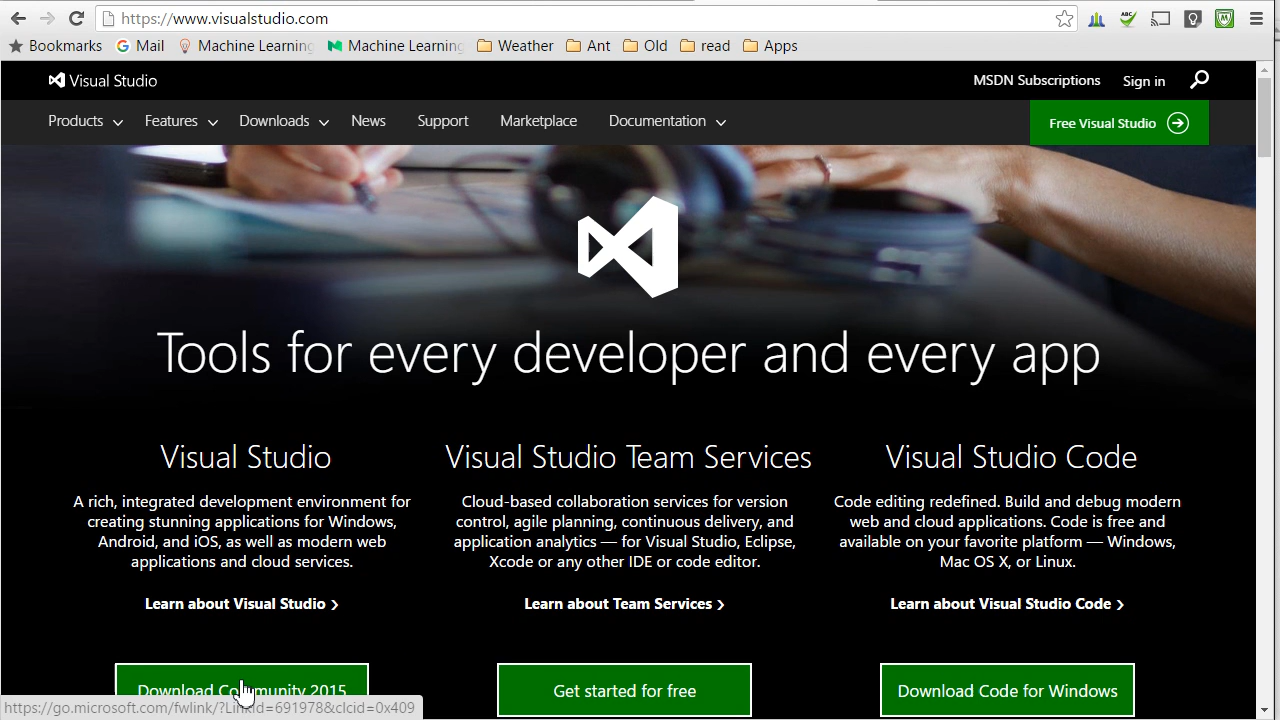 https://www.visualstudio.com
ABC
Bookmarks Mail Machine Learning Machine Learning Weather Ant Old read Apps
Visual Studio MSDN Subscriptions Sign in
Products Features Downloads News Support Marketplace Documentation Free Visual Studio
Tools for every developer and every app
Visual Studio
A rich, integrated development environment for
creating stunning applications for Windows,
Android, and iOS, as well as modern web
applications and cloud services.
Learn about Visual Studio ›
Download Community 2015
Visual Studio Team Services
Cloud-based collaboration services for version
control, agile planning, continuous delivery, and
application analytics — for Visual Studio, Eclipse,
Xcode or any other IDE or code editor.
Learn about Team Services ›
Get started for free
Visual Studio Code
Code editing redefined. Build and debug modern
web and cloud applications. Code is free and
available on your favorite platform — Windows,
Mac OS X, or Linux.
Learn about Visual Studio Code ›
Download Code for Windows
https://go.microsoft.com/fwlink/?LinkId=691978&clcid=0x409